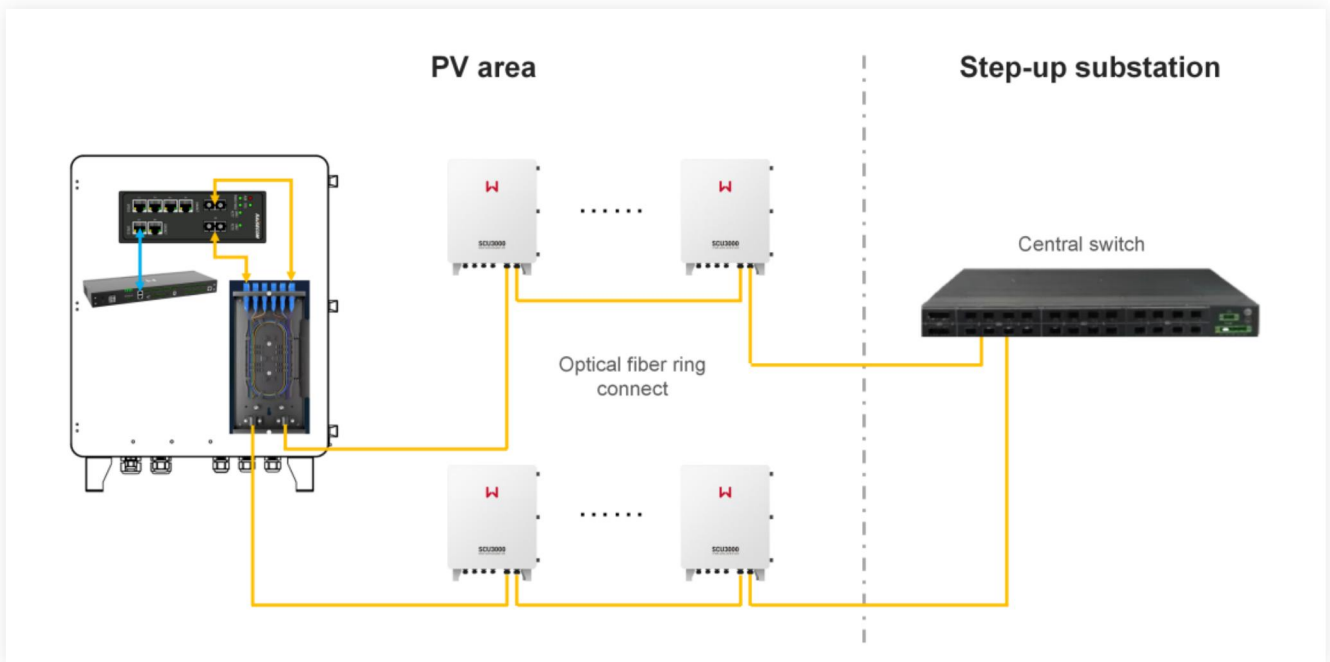 PV area
Step-up substation
SCU3000
SCU3000
Central switch
Optical fiber ring
connect
SCU3000
SCU3000